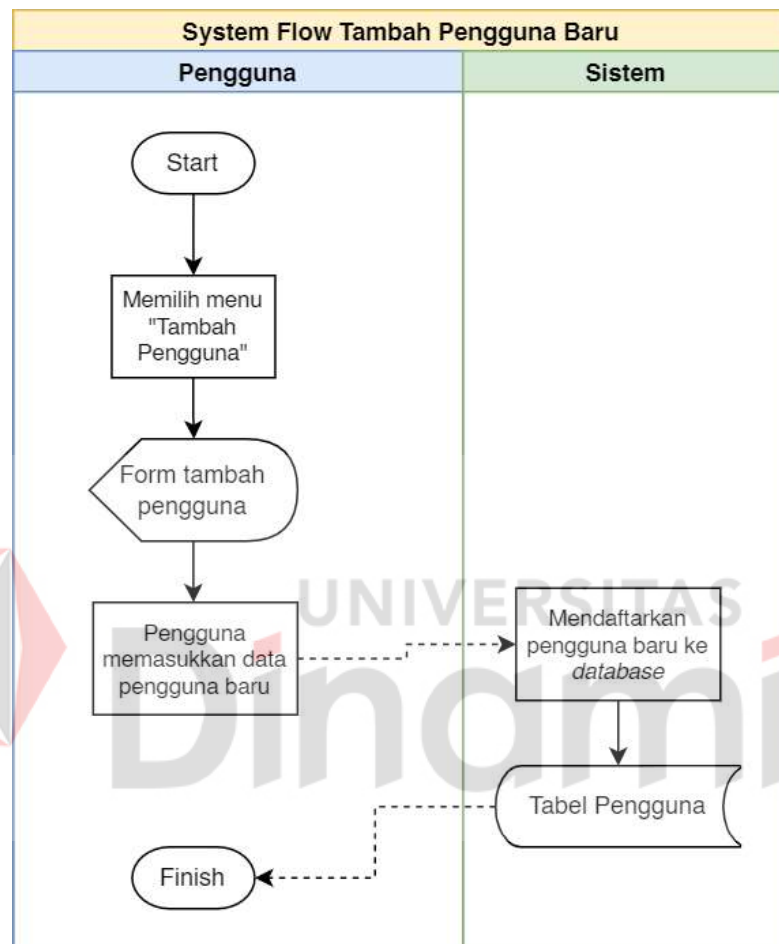 System Flow Tambah Pengguna Baru
Pengguna
Sistem
Start
Memilih menu
"Tambah
Pengguna"
Form tambah
pengguna
Pengguna
memasukkan data
pengguna baru
UNIVERSITAS
Dinami
Mendaftarkan
pengguna baru ke
database
Tabel Pengguna
Finish